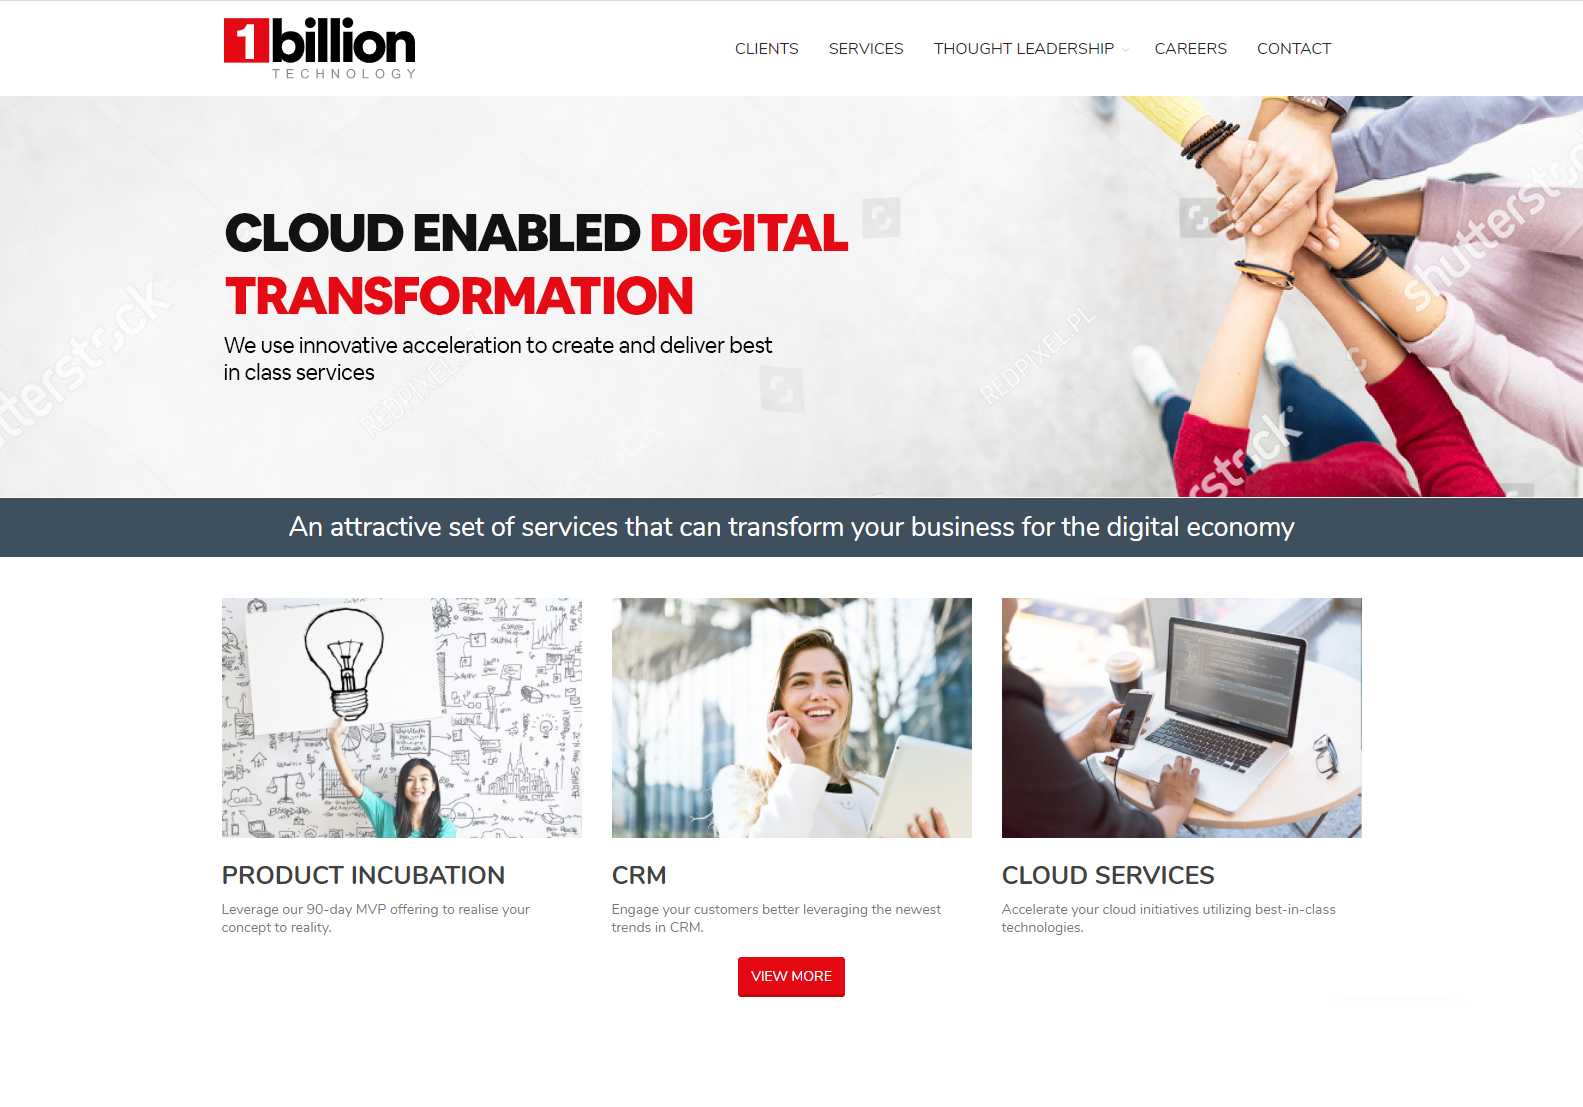 1billion
TECHNOLOGY
CLIENTS SERVICES THOUGHT LEADERSHIP CAREERS CONTACT
CLOUD ENABLED DIGITAL
TRANSFORMATION
We use innovative acceleration to create and deliver best
in class services
shutterstock
REDPIXEL.PL
REDPIXEL.PL
An attractive set of services that can transform your business for the digital economy
PRODUCT INCUBATION
Leverage our 90-day MVP offering to realise your
concept to reality.
CRM
Engage your customers better leveraging the newest
trends in CRM.
CLOUD SERVICES
Accelerate your cloud initiatives utilizing best-in-class
technologies.
VIEW MORE